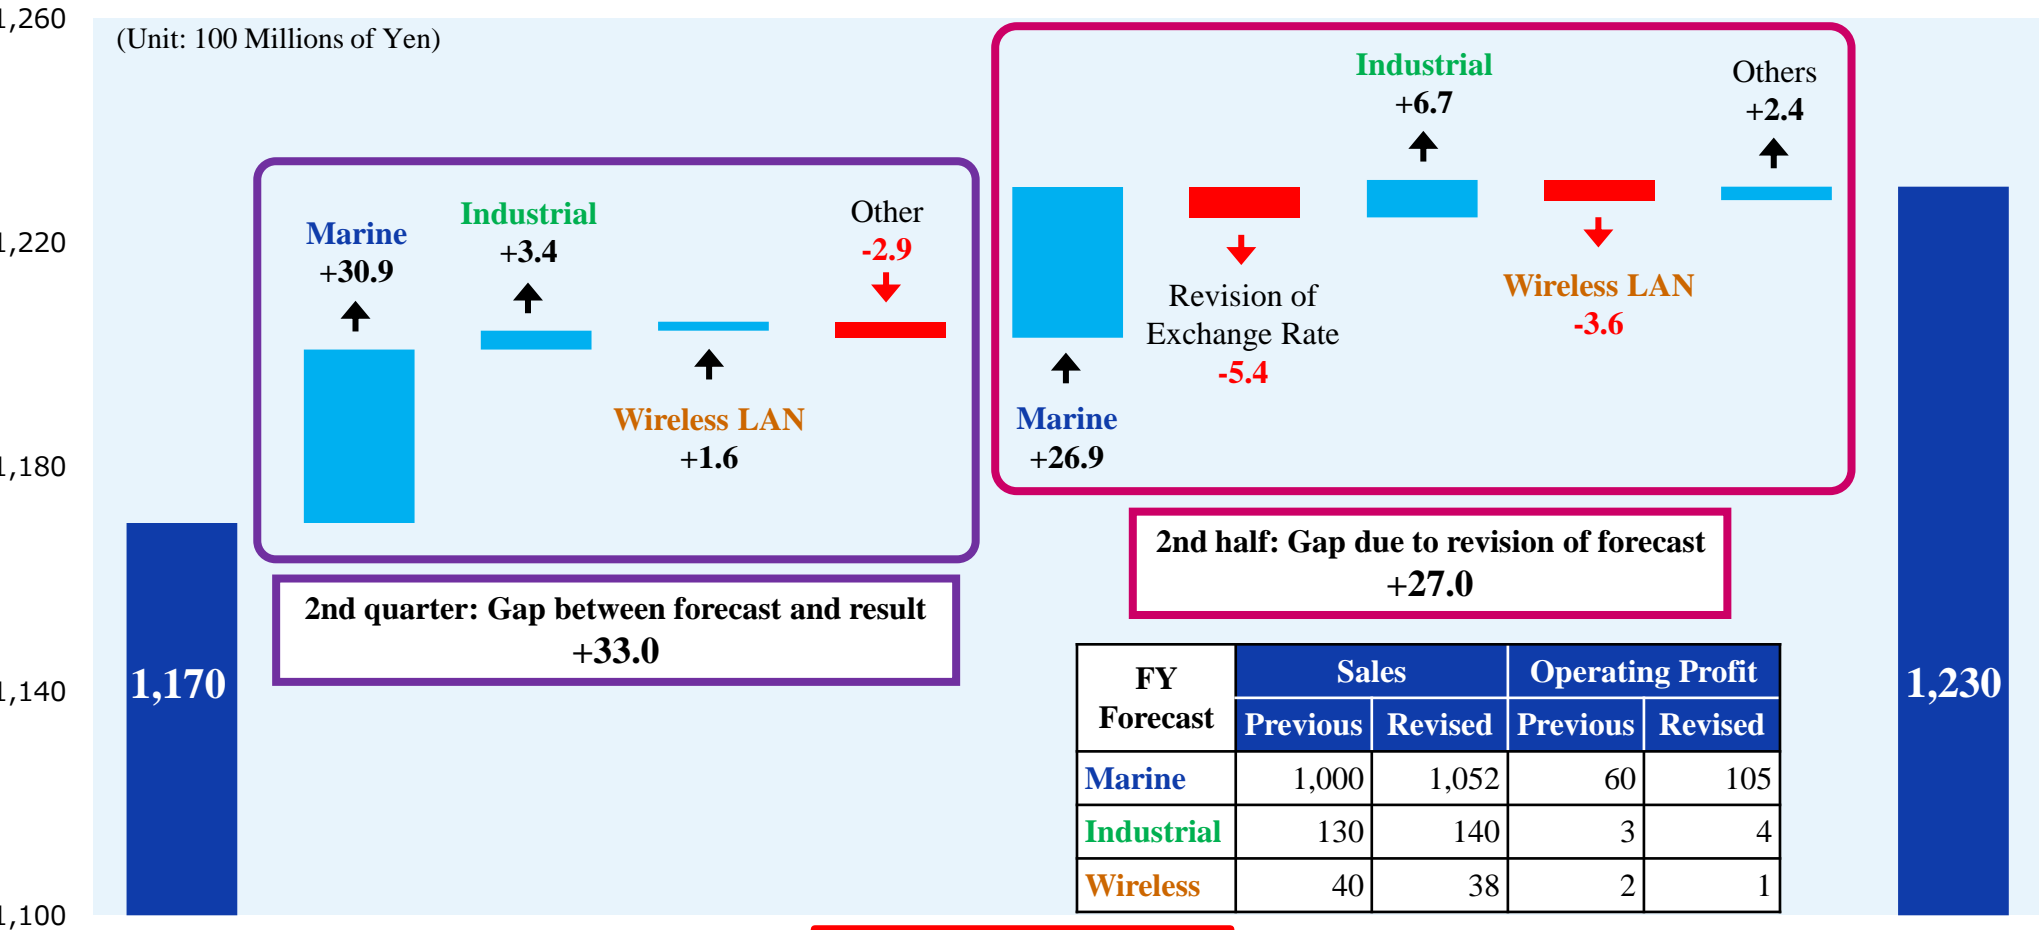 1,260
1,220
1,180
1,140
1,100
(Unit: 100 Millions of Yen)
1,170
Marine
+30.9
Industrial
+3.4
Wireless LAN
+1.6
Other
-2.9
2nd quarter: Gap between forecast and result
+33.0
Marine
+26.9
Revision of
Exchange Rate
-5.4
Industrial
+6.7
Wireless LAN
-3.6
Others
+2.4
2nd half: Gap due to revision of forecast
+27.0
FY Forecast Sales Operating Profit
Previous Revised Previous Revised
Marine 1,000 1,052 60 105
Industrial 130 140 3 4
Wireless 40 38 2 1
1,230